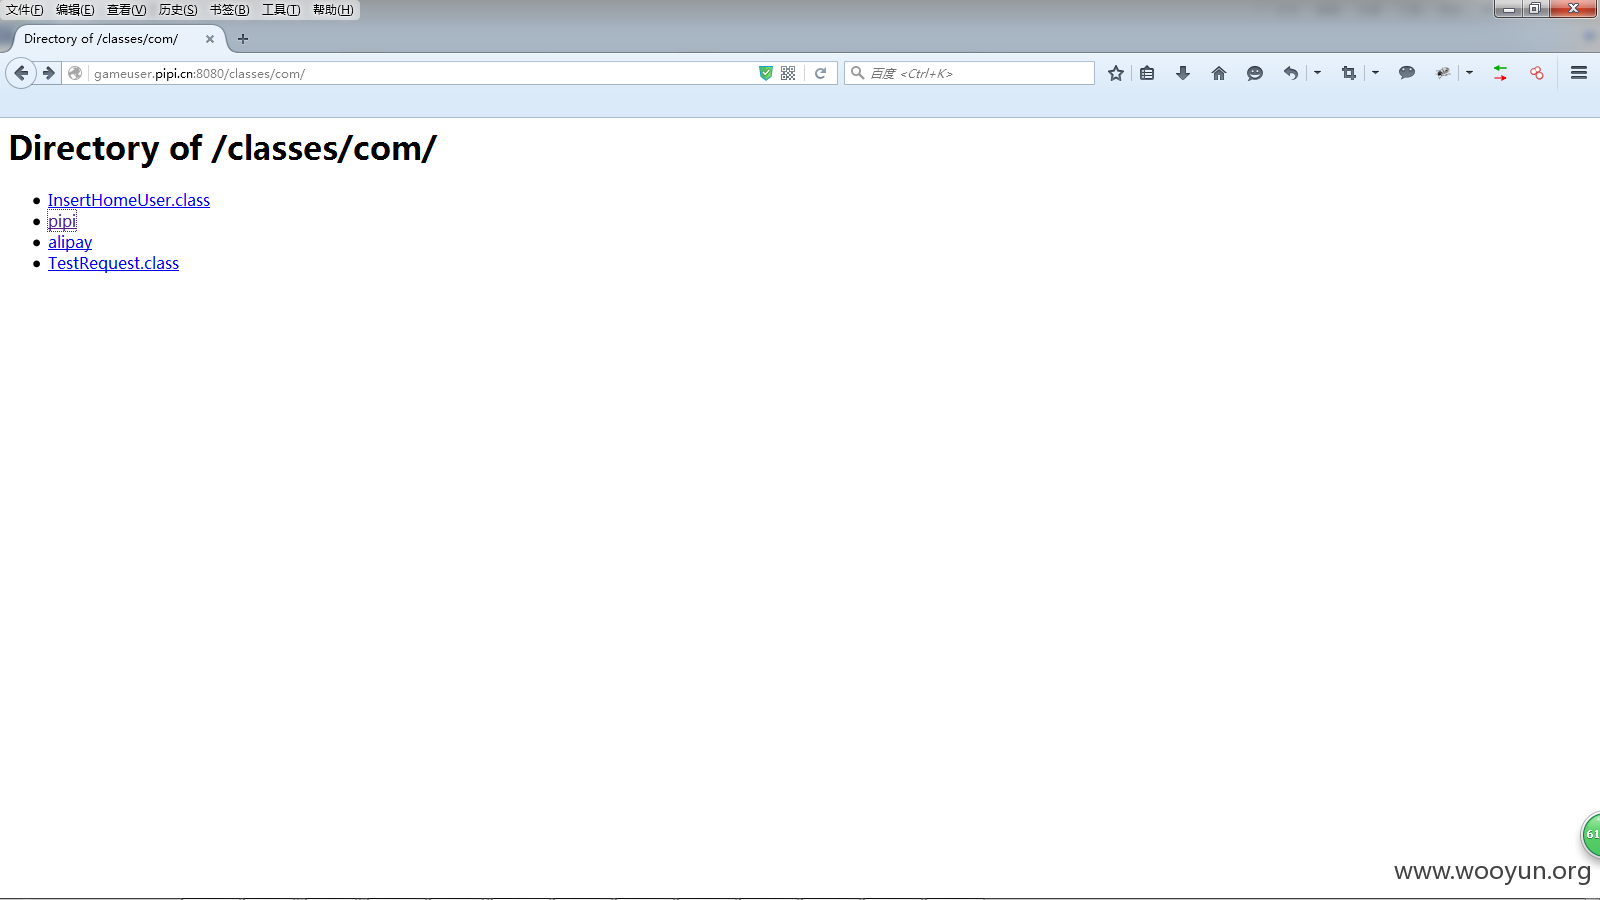 文件(F) 编辑(E) 查看(V) 历史(S) 书签(B) 工具(T) 帮助(H)
Directory of /classes/com/
gameuser.pipi.cn:8080/classes/com/
百度 <Ctrl+K>
Directory of /classes/com/
InsertHomeUser.class
pipi
alipay
TestRequest.class
61
www.wooyun.org